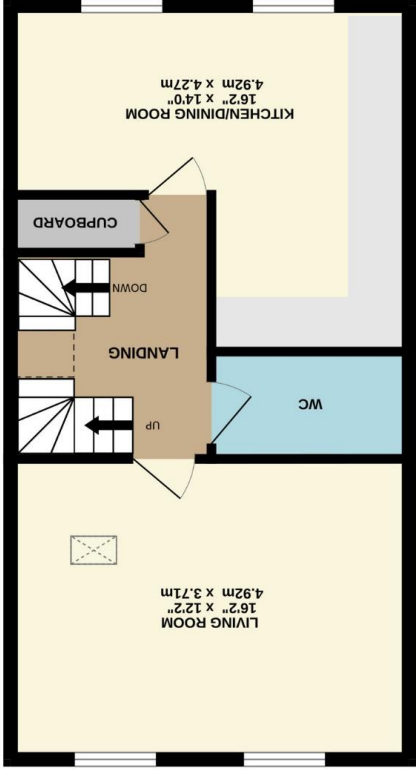 LIVING ROOM
16'2" x 12'2"
4.92m x 3.71m
UP
WC
LANDING
DOWN
CUPBOARD
KITCHEN/DINING ROOM
16'2" x 14'0"
4.92m x 4.27m